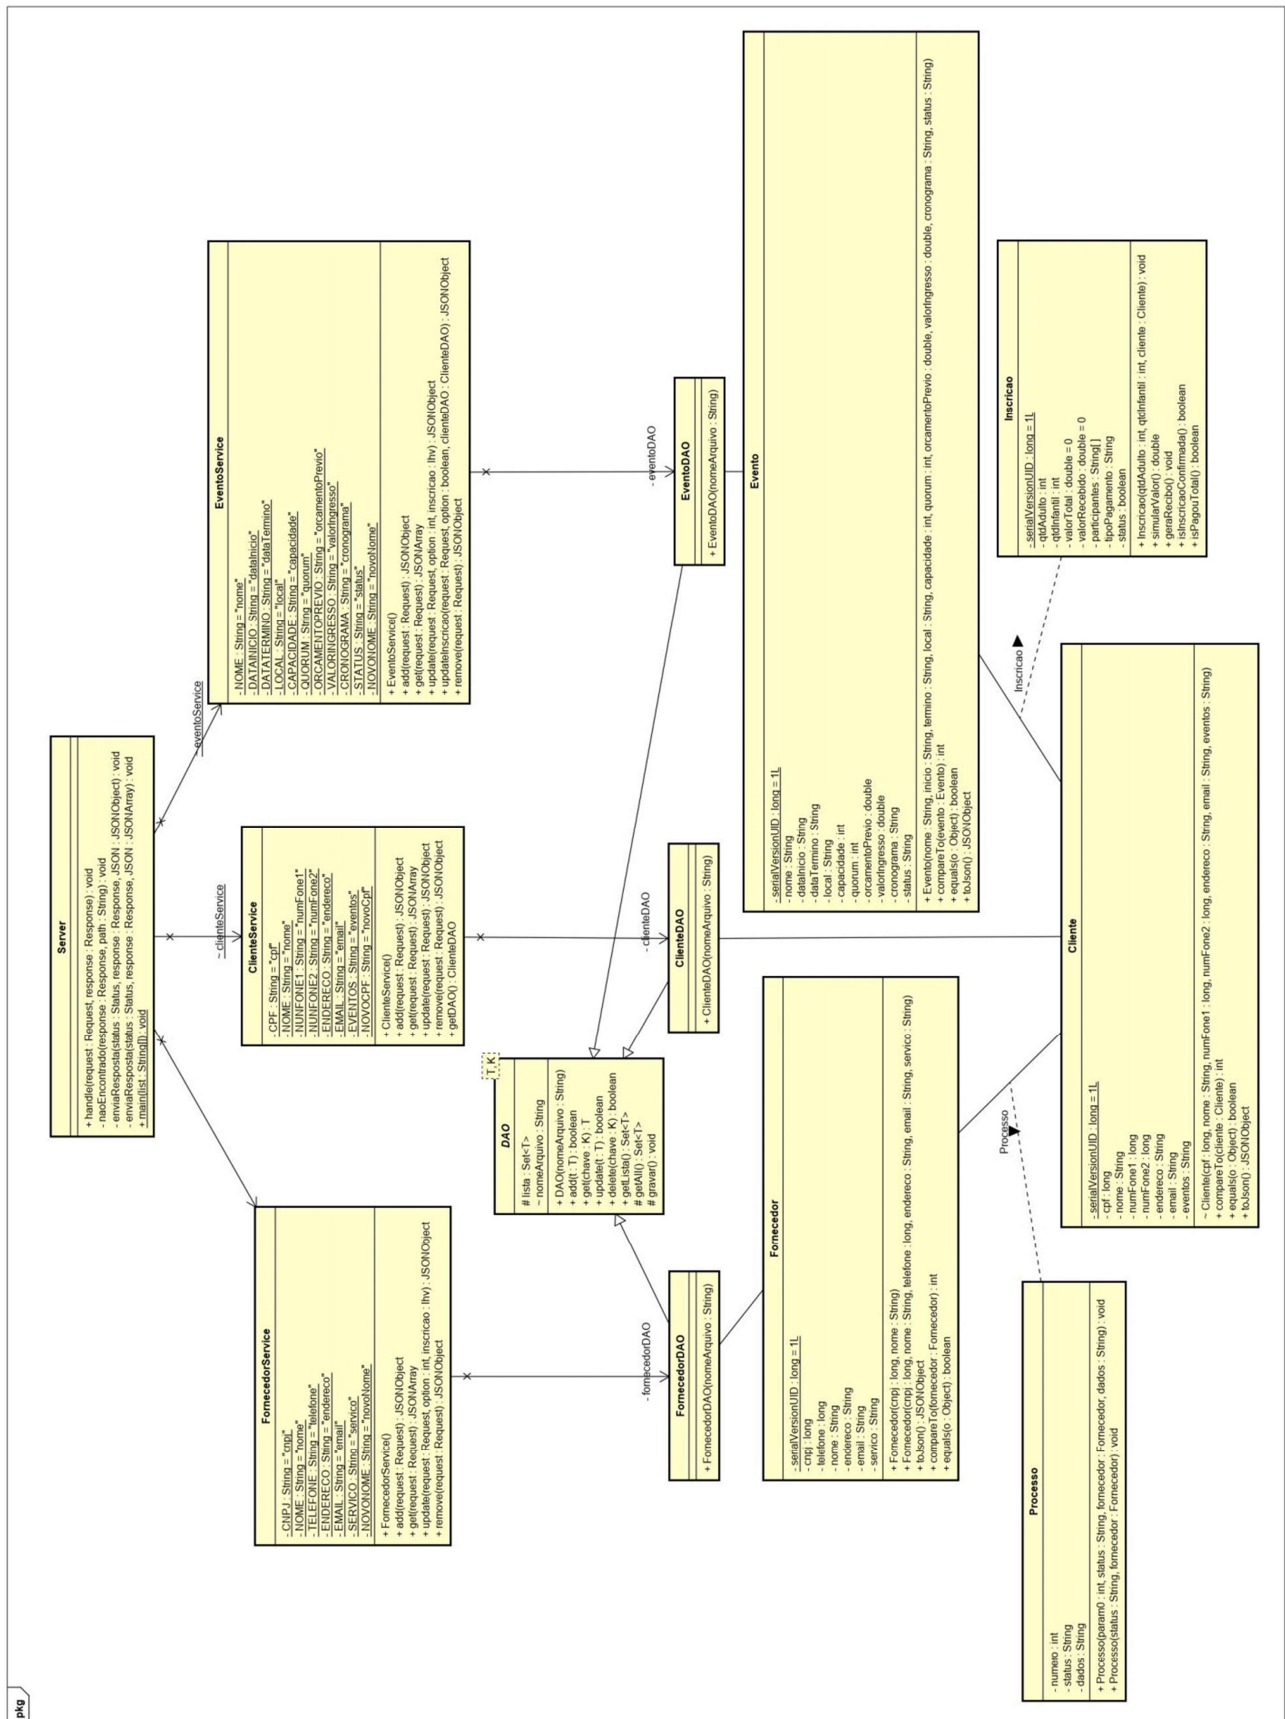 pkg
Server
+ handle(request : Request, response : Response) : void
- naoEncontrado(response : Response, path : String) : void
- enviaResposta(status : Status, response : Response, JSON : JSONObject) : void
- enviaResposta(status : Status, response : Response, JSON : JSONArray) : void
+ main(list : String[]) : void
~ clienteService
~ eventoService
FornecedorService
- CNPJ : String = "cnpj"
- NOME : String = "nome"
- TELEFONE : String = "telefone"
- ENDERECO : String = "endereco"
- EMAIL : String = "email"
- SERVICO : String = "servico"
- NOVONOME : String = "novoNome"
+ FornecedorService()
+ add(request : Request) : JSONObject
+ get(request : Request) : JSONArray
+ update(request : Request, option : int, inscricao : Ihv) : JSONObject
+ remove(request : Request) : JSONObject
ClienteService
- CPF : String = "cpf"
- NOME : String = "nome"
- NUNFONE1 : String = "numFone1"
- NUNFONE2 : String = "numFone2"
- ENDERECO : String = "endereco"
- EMAIL : String = "email"
- EVENTOS : String = "eventos"
- NOVOCPF : String = "novoCpf"
+ ClienteService()
+ add(request : Request) : JSONObject
+ get(request : Request) : JSONArray
+ update(request : Request) : JSONObject
+ remove(request : Request) : JSONObject
+ getDAO() : ClienteDAO
EventoService
- NOME : String = "nome"
- DATAINICIO : String = "dataInicio"
- DATATERMINO : String = "dataTermino"
- LOCAL : String = "local"
- CAPACIDADE : String = "capacidade"
- QUORUM : String = "quorum"
- ORCAMENTOPREVIO : String = "orcamentoPrevio"
- VALORINGRESSO : String = "valorIngresso"
- CRONOGRAMA : String = "cronograma"
- STATUS : String = "status"
- NOVONOME : String = "novoNome"
+ EventoService()
+ add(request : Request) : JSONObject
+ get(request : Request) : JSONArray
+ update(request : Request, option : int, inscricao : Ihv) : JSONObject
+ updateInscricao(request : Request, option : boolean, clienteDAO : ClienteDAO) : JSONObject
+ remove(request : Request) : JSONObject
T, K
DAO
# lista : Set<T>
~ nomeArquivo : String
+ DAO(nomeArquivo : String)
+ add(t : T) : boolean
+ get(chave : K) : T
+ update(t : T) : boolean
+ delete(chave : K) : boolean
+ getLista() : Set<T>
# getAll() : Set<T>
# gravar() : void
- fornecedorDAO
- clienteDAO
- eventoDAO
FornecedorDAO
+ FornecedorDAO(nomeArquivo : String)
ClienteDAO
+ ClienteDAO(nomeArquivo : String)
EventoDAO
+ EventoDAO(nomeArquivo : String)
Fornecedor
- serialVersionUID : long = 1L
- cnpj : long
- telefone : long
- nome : String
- endereco : String
- email : String
- servico : String
+ Fornecedor(cnpj : long, nome : String)
+ Fornecedor(cnpj : long, nome : String, telefone : long, endereco : String, email : String, servico : String)
+ toJson() : JSONObject
+ compareTo(fornecedor : Fornecedor) : int
+ equals(o : Object) : boolean
Evento
- serialVersionUID : long = 1L
- nome : String
- dataInicio : String
- dataTermino : String
- local : String
- capacidade : int
- quorum : int
- orcamentoPrevio : double
- valorIngresso : double
- cronograma : String
- status : String
+ Evento(nome : String, inicio : String, termino : String, local : String, capacidade : int, quorum : int, orcamentoPrevio : double, valorIngresso : double, cronograma : String, status : String)
+ compareTo(evento : Evento) : int
+ equals(o : Object) : boolean
+ toJson() : JSONObject
Processo
Inscricao
Processo
- numero : int
- status : String
- dados : String
+ Processo(param0 : int, status : String, fornecedor : Fornecedor, dados : String) : void
+ Processo(status : String, fornecedor : Fornecedor) : void
Cliente
- serialVersionUID : long = 1L
- cpf : long
- nome : String
- numFone1 : long
- numFone2 : long
- endereco : String
- email : String
- eventos : String
~ Cliente(cpf : long, nome : String, numFone1 : long, numFone2 : long, endereco : String, email : String, eventos : String)
+ compareTo(cliente : Cliente) : int
+ equals(o : Object) : boolean
+ toJson() : JSONObject
Inscricao
- serialVersionUID : long = 1L
- qtdAdulto : int
- qtdInfantil : int
- valorTotal : double = 0
- valorRecebido : double = 0
- participantes : String[ ]
- tipoPagamento : String
- status : boolean
+ Inscricao(qtdAdulto : int, qtdInfantil : int, cliente : Cliente) : void
+ simularValor() : double
+ geraRecibo() : void
+ isInscricaoConfirmada() : boolean
+ isPagouTotal() : boolean